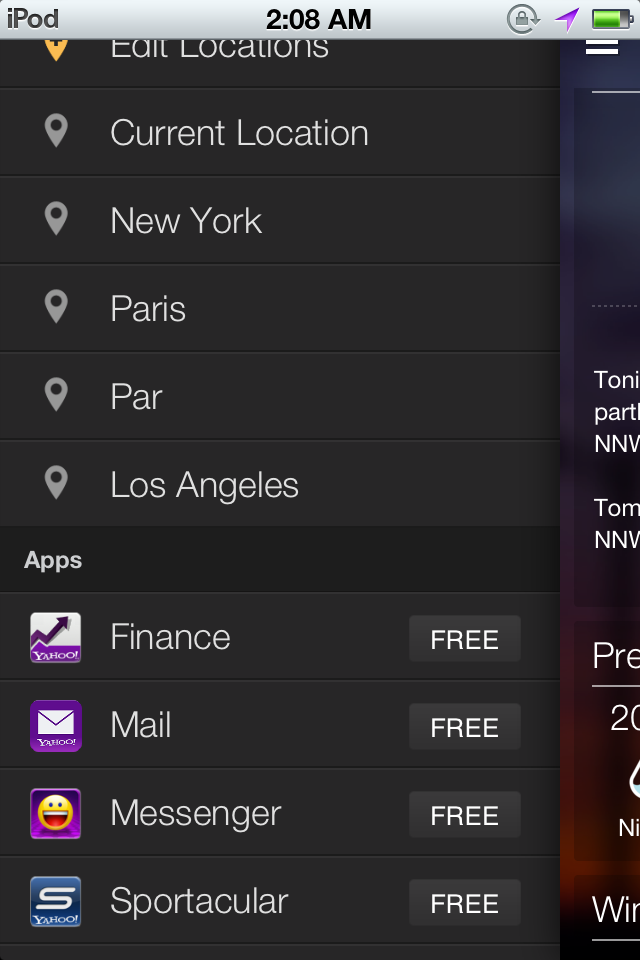 iPod 2:08 AM
Edit Locations
Current Location
New York
Paris
Par
Los Angeles
Apps
YAHOO! Finance FREE
YAHOO! Mail FREE
Messenger FREE
YAHOO! Sportacular FREE
Toni
partl
NNW
Tom
NNW
Pre
20
Ni
Win